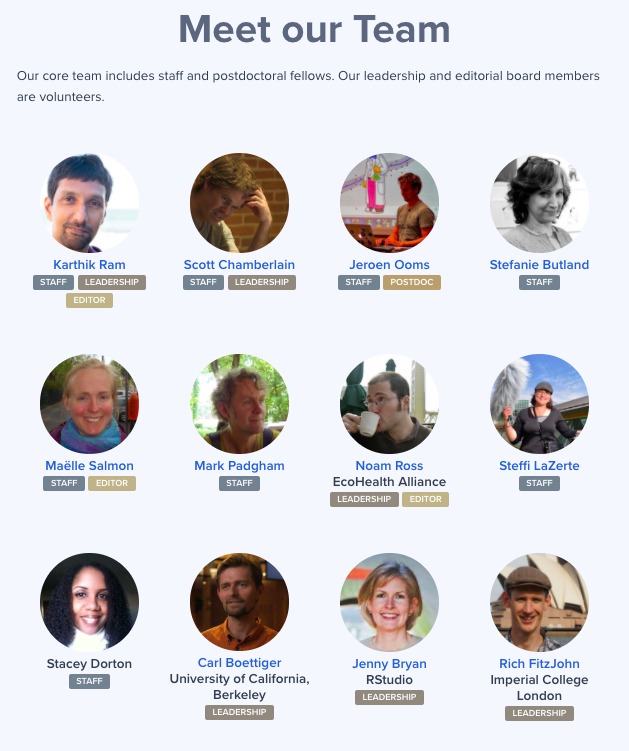 Meet our Team
Our core team includes staff and postdoctoral fellows. Our leadership and editorial board members
are volunteers.
Karthik Ram
STAFF LEADERSHIP
EDITOR
Scott Chamberlain
STAFF LEADERSHIP
Jeroen Ooms
STAFF POSTDOC
Stefanie Butland
STAFF
Maëlle Salmon
STAFF EDITOR
Mark Padgham
STAFF
Noam Ross
EcoHealth Alliance
LEADERSHIP EDITOR
Steffi LaZerte
STAFF
Stacey Dorton
STAFF
Carl Boettiger
University of California,
Berkeley
LEADERSHIP
Jenny Bryan
RStudio
LEADERSHIP
Rich FitzJohn
Imperial College
London
LEADERSHIP